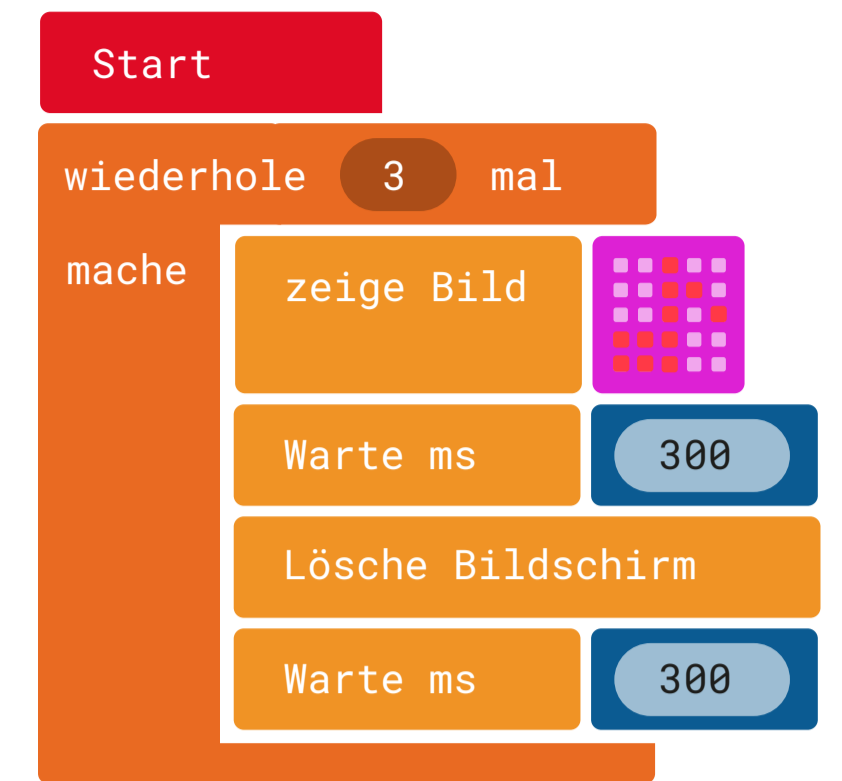 Start
wiederhole 3 mal
mache
zeige Bild
Warte ms 300
Lösche Bildschirm
Warte ms 300